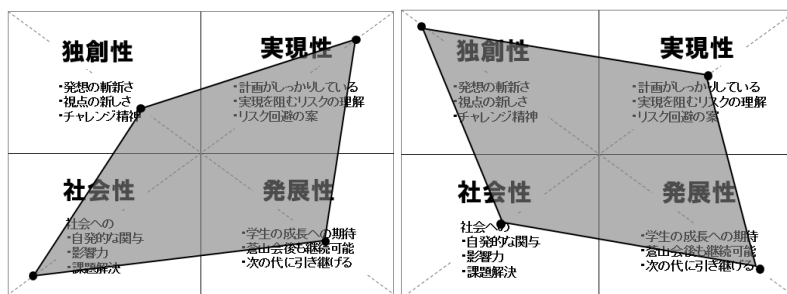 独創性
・発想の斬新さ
・視点の新しさ
・チャレンジ精神
実現性
・計画がしっかりしている
・実現を阻むリスクの理解
・リスク回避の案
社会性
社会への
・自発的な関与
・影響力
・課題解決
発展性
・学生の成長への期待
・蒼山会後も継続可能
・次の代に引き継げる
独創性
・発想の斬新さ
・視点の新しさ
・チャレンジ精神
実現性
・計画がしっかりしている
・実現を阻むリスクの理解
・リスク回避の案
社会性
社会への
・自発的な関与
・影響力
・課題解決
発展性
・学生の成長への期待
・蒼山会後も継続可能
・次の代に引き継げる